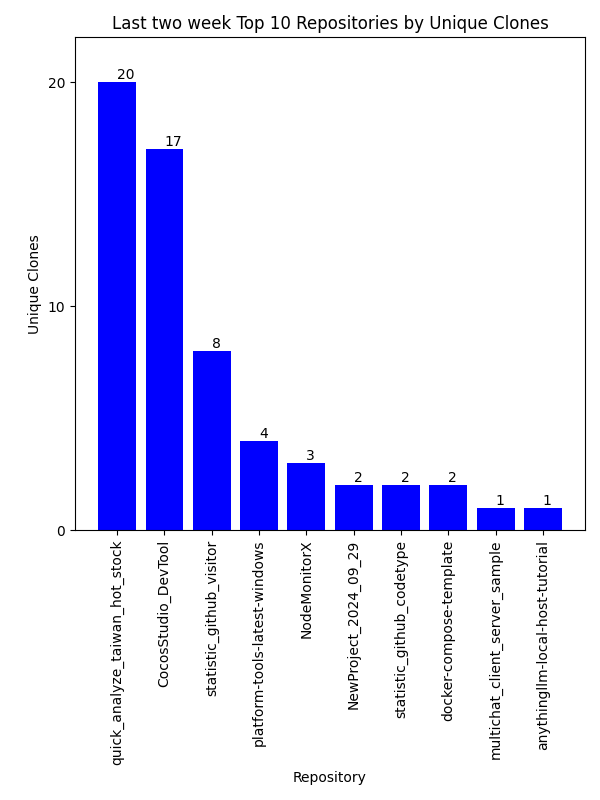 Last two week Top 10 Repositories by Unique Clones
Unique Clones
20
10
0
20
17
8
4
3
2
2
2
1
1
quick_analyze_taiwan_hot_stock
CocosStudio_DevTool
statistic_github_visitor
platform-tools-latest-windows
NodeMonitorX
NewProject_2024_09_29
statistic_github_codetype
docker-compose-template
multichat_client_server_sample
anythingllm-local-host-tutorial
Repository